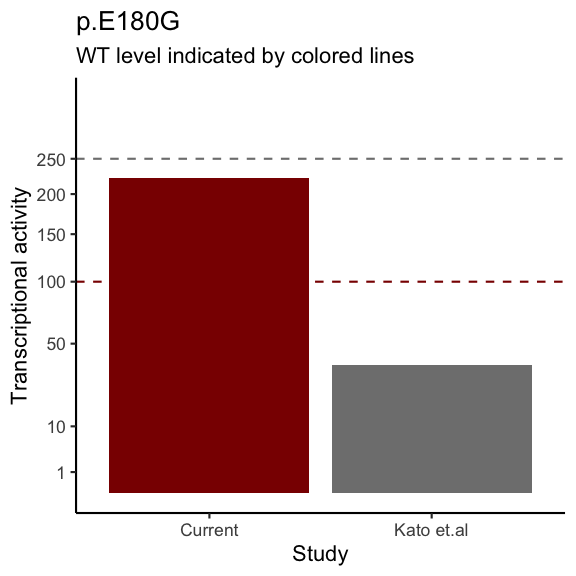 p.E180G
WT level indicated by colored lines
Transcriptional activity
250
200
150
100
50
10
1
Current
Kato et.al
Study